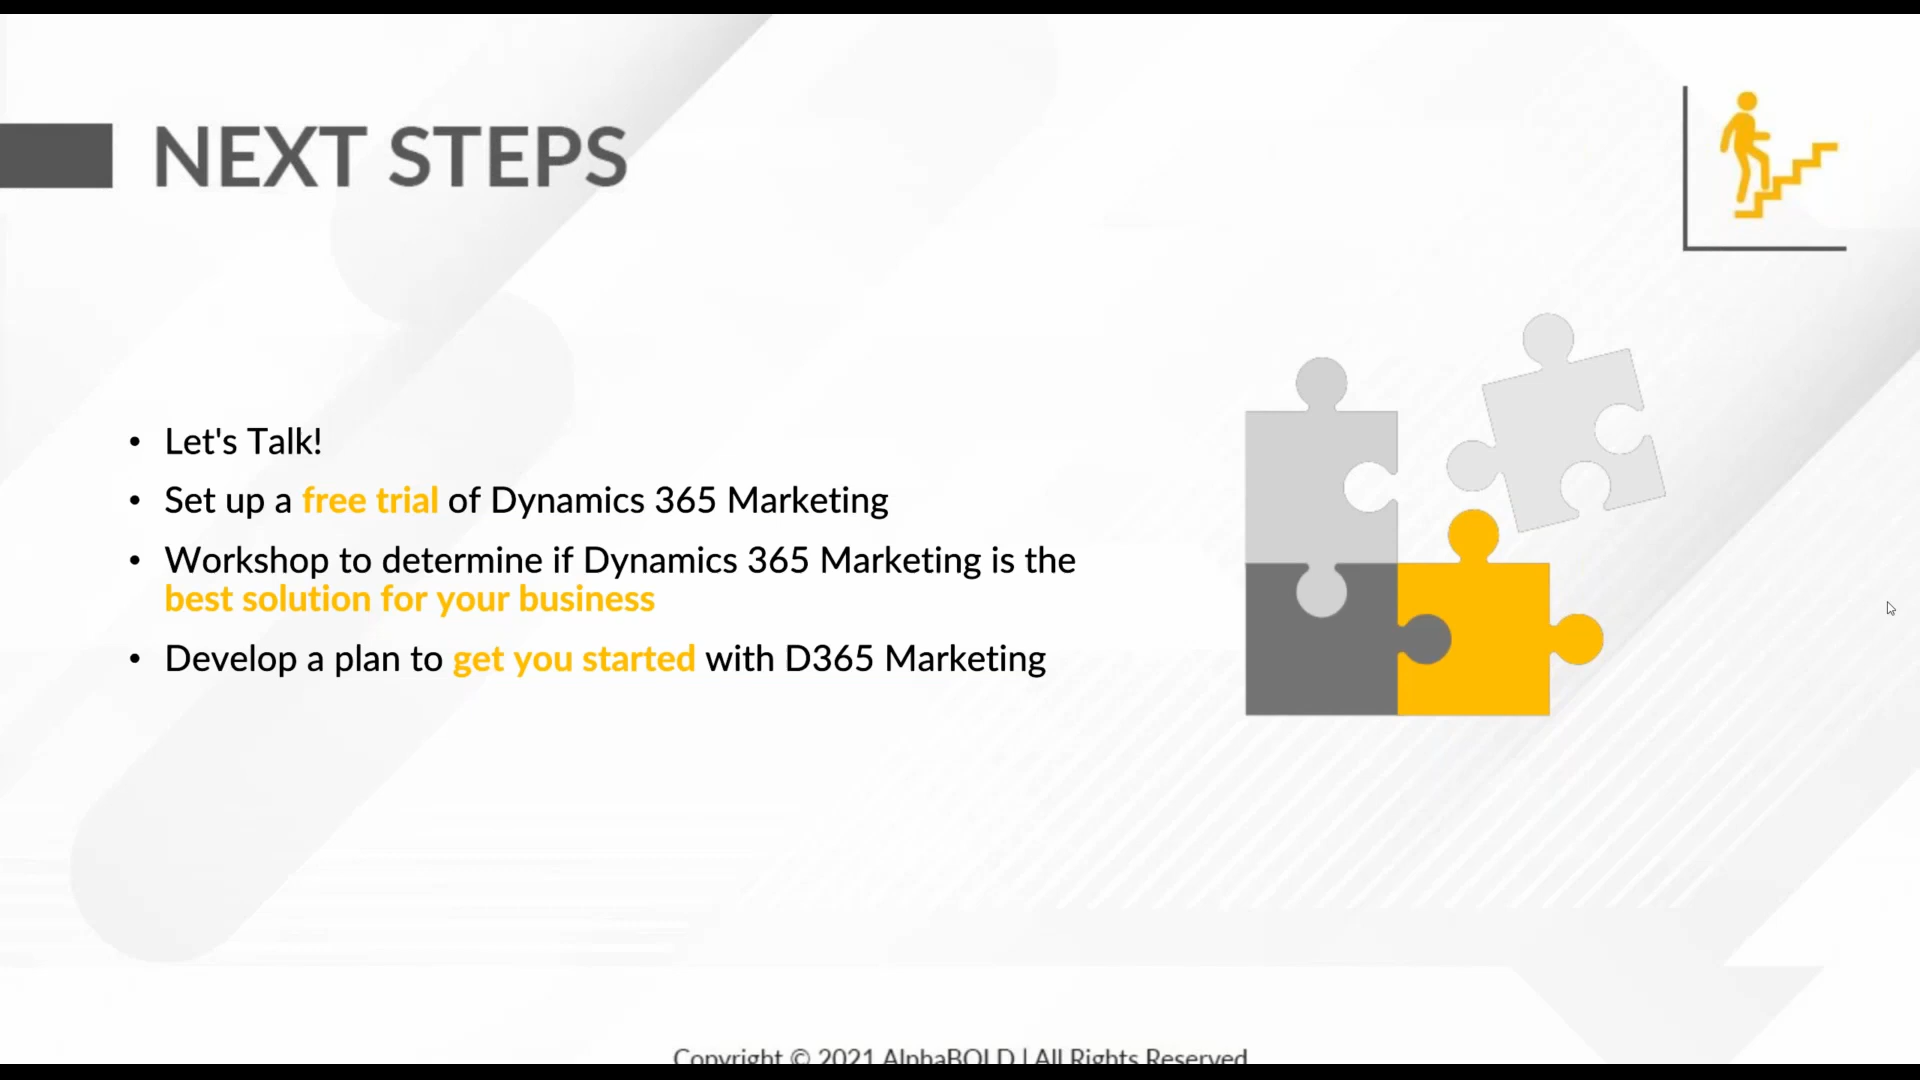 NEXT STEPS
• Let's Talk!
• Set up a free trial of Dynamics 365 Marketing
• Workshop to determine if Dynamics 365 Marketing is the
best solution for your business
• Develop a plan to get you started with D365 Marketing
Copyright © 2021 AlphaBOLD | All Rights Reserved